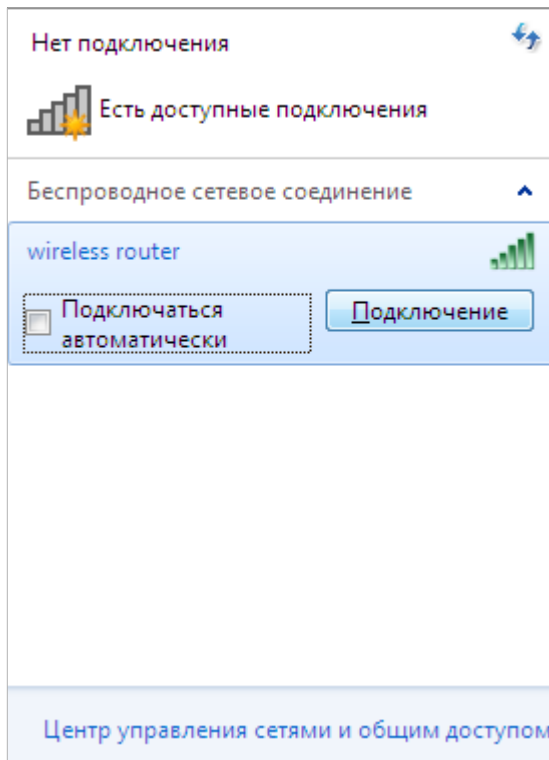 Нет подключения
Есть доступные подключения
Беспроводное сетевое соединение
wireless router
Подключаться
автоматически
Подключение
Центр управления сетями и общим доступом